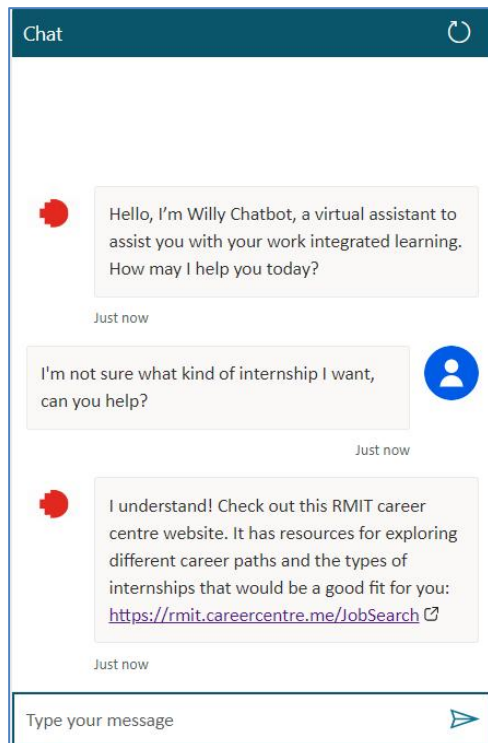 Chat
Hello, I'm Willy Chatbot, a virtual assistant to
assist you with your work integrated learning.
How may I help you today?
Just now
I'm not sure what kind of internship I want,
can you help?
Just now
I understand! Check out this RMIT career
centre website. It has resources for exploring
different career paths and the types of
internships that would be a good fit for you:
https://rmit.careercentre.me/JobSearch
Just now
Type your message